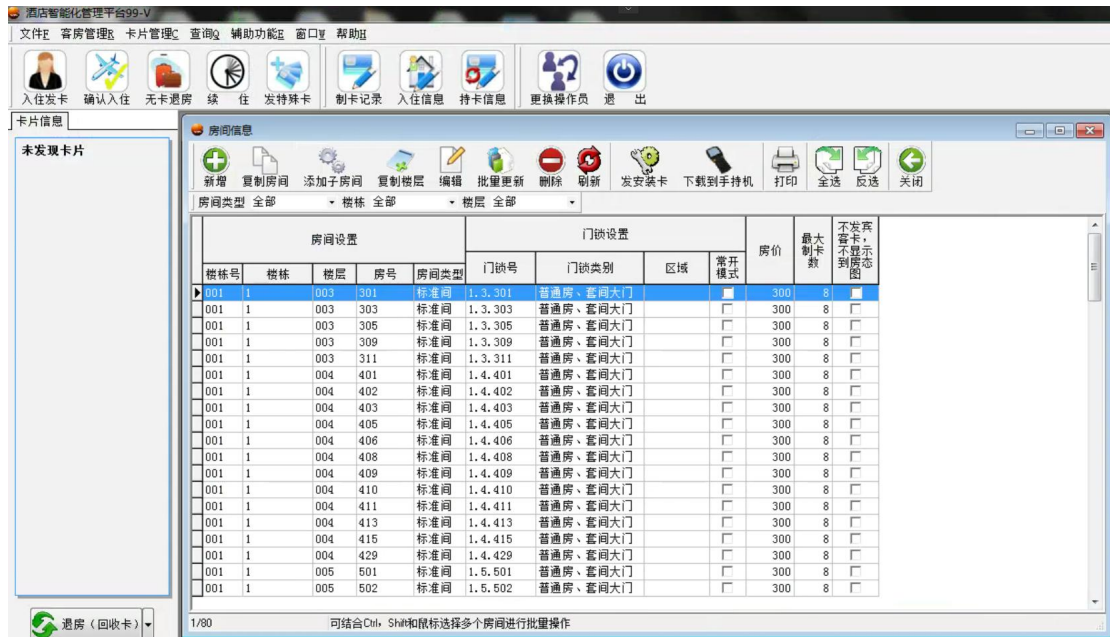 酒店智能化管理平台99-V
文件F 客房管理R 卡片管理C 查询Q 辅助功能E 窗口W 帮助H
入住发卡 确认入住 无卡退房 续 住 发特殊卡 制卡记录 入住信息 持卡信息 更换操作员 退 出
卡片信息
未发现卡片
房间信息
新增 复制房间 添加子房间 复制楼层 编辑 批里更新 删除 刷新 发安装卡 下载到手持机 打印 全选 反选 关闭
房间类型 全部 楼栋 全部 楼层 全部
房间设置 门锁设置 房价 最大制卡数 不发宾客卡，不显示到房态图
楼栋号 楼栋 楼层 房号 房间类型 门锁号 门锁类别 区域 常开模式
001 1 003 301 标准间 1.3.301 普通房、套间大门 300 8
001 1 003 303 标准间 1.3.303 普通房、套间大门 300 8
001 1 003 305 标准间 1.3.305 普通房、套间大门 300 8
001 1 003 309 标准间 1.3.309 普通房、套间大门 300 8
001 1 003 311 标准间 1.3.311 普通房、套间大门 300 8
001 1 004 401 标准间 1.4.401 普通房、套间大门 300 8
001 1 004 402 标准间 1.4.402 普通房、套间大门 300 8
001 1 004 403 标准间 1.4.403 普通房、套间大门 300 8
001 1 004 405 标准间 1.4.405 普通房、套间大门 300 8
001 1 004 406 标准间 1.4.406 普通房、套间大门 300 8
001 1 004 408 标准间 1.4.408 普通房、套间大门 300 8
001 1 004 409 标准间 1.4.409 普通房、套间大门 300 8
001 1 004 410 标准间 1.4.410 普通房、套间大门 300 8
001 1 004 411 标准间 1.4.411 普通房、套间大门 300 8
001 1 004 413 标准间 1.4.413 普通房、套间大门 300 8
001 1 004 415 标准间 1.4.415 普通房、套间大门 300 8
001 1 004 429 标准间 1.4.429 普通房、套间大门 300 8
001 1 005 501 标准间 1.5.501 普通房、套间大门 300 8
001 1 005 502 标准间 1.5.502 普通房、套间大门 300 8
退房（回收卡）
1/80 可结合Ctrl，Shift和鼠标选择多个房间进行批量操作